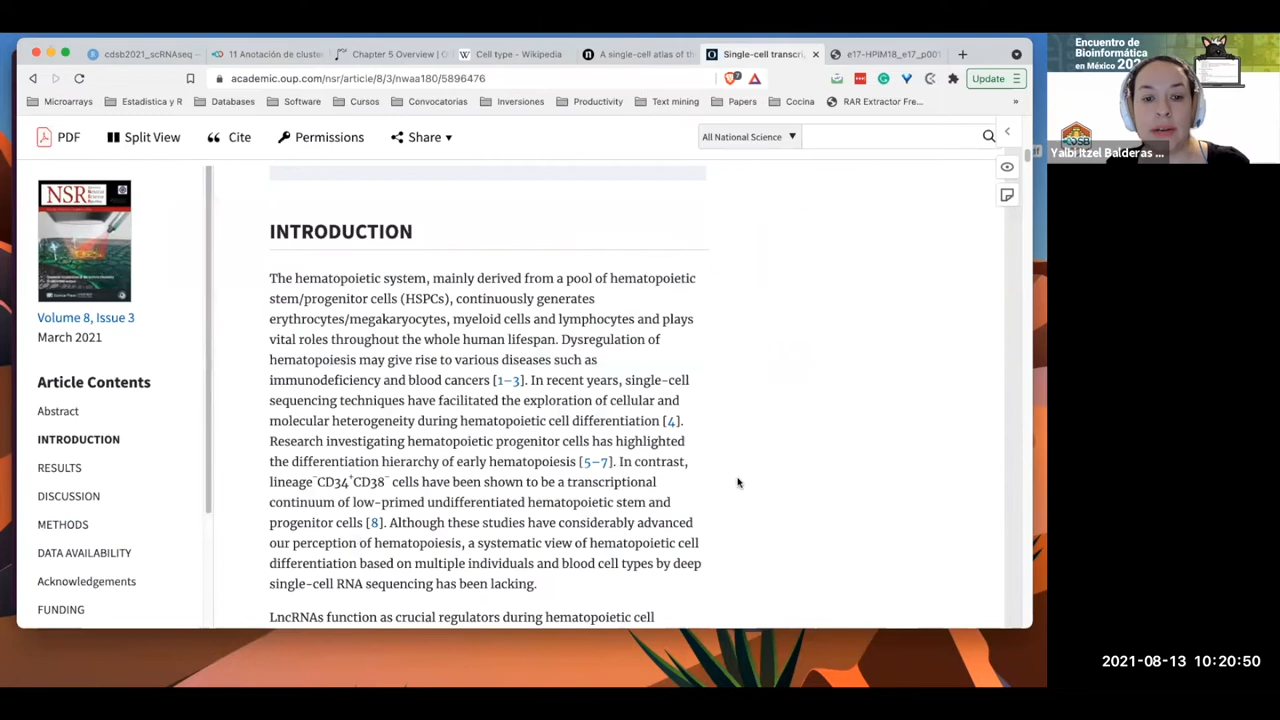 cdsb2021_scRNAseq
11 Anotación de cluste
Chapter 5 Overview | O
Cell type - Wikipedia
A single-cell atlas of th
Single-cell transcri
e17-HPIM18_e17_p001
academic.oup.com/nsr/article/8/3/nwaa180/5896476
Update
Microarrays
Estadistica y R
Databases
Software
Cursos
Convocatorias
Inversiones
Productivity
Text mining
Papers
Cocina
RAR Extractor Fre...
PDF
Split View
Cite
Permissions
Share
All National Science
NSR
Volume 8, Issue 3
March 2021
Article Contents
Abstract
INTRODUCTION
RESULTS
DISCUSSION
METHODS
DATA AVAILABILITY
Acknowledgements
FUNDING
INTRODUCTION
The hematopoietic system, mainly derived from a pool of hematopoietic
stem/progenitor cells (HSPCs), continuously generates
erythrocytes/megakaryocytes, myeloid cells and lymphocytes and plays
vital roles throughout the whole human lifespan. Dysregulation of
hematopoiesis may give rise to various diseases such as
immunodeficiency and blood cancers [1–3]. In recent years, single-cell
sequencing techniques have facilitated the exploration of cellular and
molecular heterogeneity during hematopoietic cell differentiation [4].
Research investigating hematopoietic progenitor cells has highlighted
the differentiation hierarchy of early hematopoiesis [5–7]. In contrast,
lineage⁻CD34⁺CD38⁻ cells have been shown to be a transcriptional
continuum of low-primed undifferentiated hematopoietic stem and
progenitor cells [8]. Although these studies have considerably advanced
our perception of hematopoiesis, a systematic view of hematopoietic cell
differentiation based on multiple individuals and blood cell types by deep
single-cell RNA sequencing has been lacking.
LncRNAs function as crucial regulators during hematopoietic cell
Encuentro de
Bioinformática
en México 20
Yalbi Itzel Balderas ...
2021-08-13 10:20:50